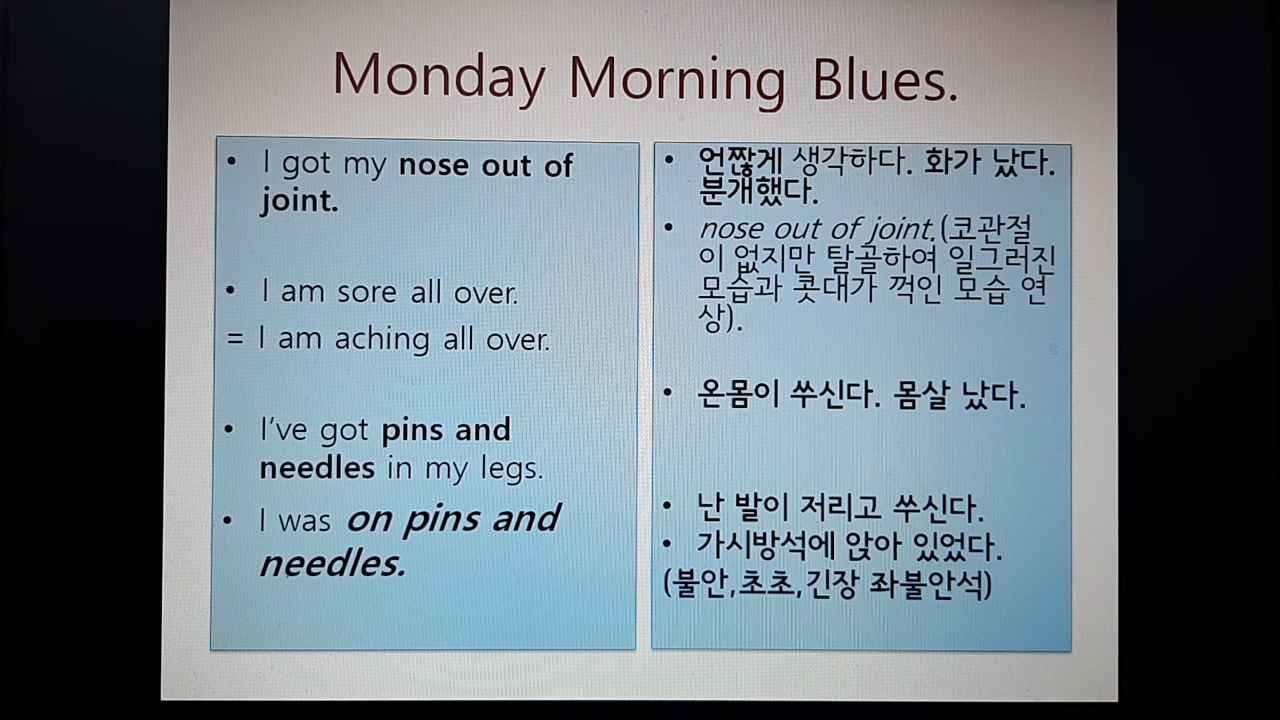 Monday Morning Blues.
• I got my nose out of
joint.
• I am sore all over.
= I am aching all over.
• I've got pins and
needles in my legs.
• I was on pins and
needles.
• 언짢게 생각하다. 화가 났다.
분개했다.
• nose out of joint.(코관절
이 없지만 탈골하여 일그러진
모습과 콧대가 꺽인 모습 연
상).
• 온몸이 쑤신다. 몸살 났다.
• 난 발이 저리고 쑤신다.
• 가시방석에 앉아 있었다.
(불안,초초,긴장 좌불안석)